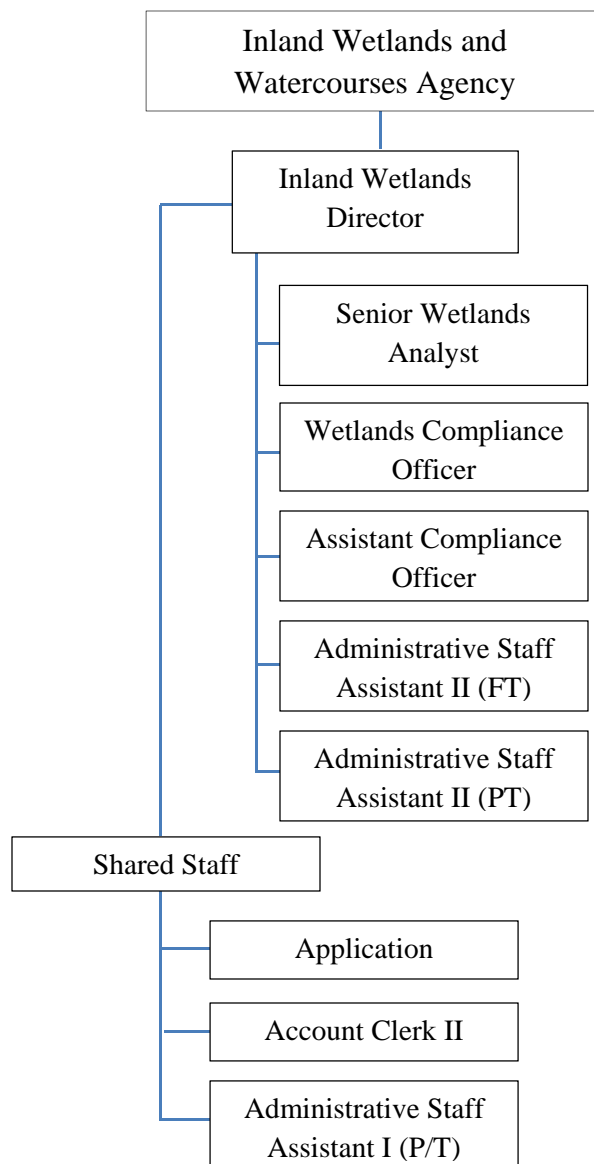 Inland Wetlands and
Watercourses Agency
Inland Wetlands
Director
Senior Wetlands
Analyst
Wetlands Compliance
Officer
Assistant Compliance
Officer
Administrative Staff
Assistant II (FT)
Administrative Staff
Assistant II (PT)
Shared Staff
Application
Account Clerk II
Administrative Staff
Assistant I (P/T)